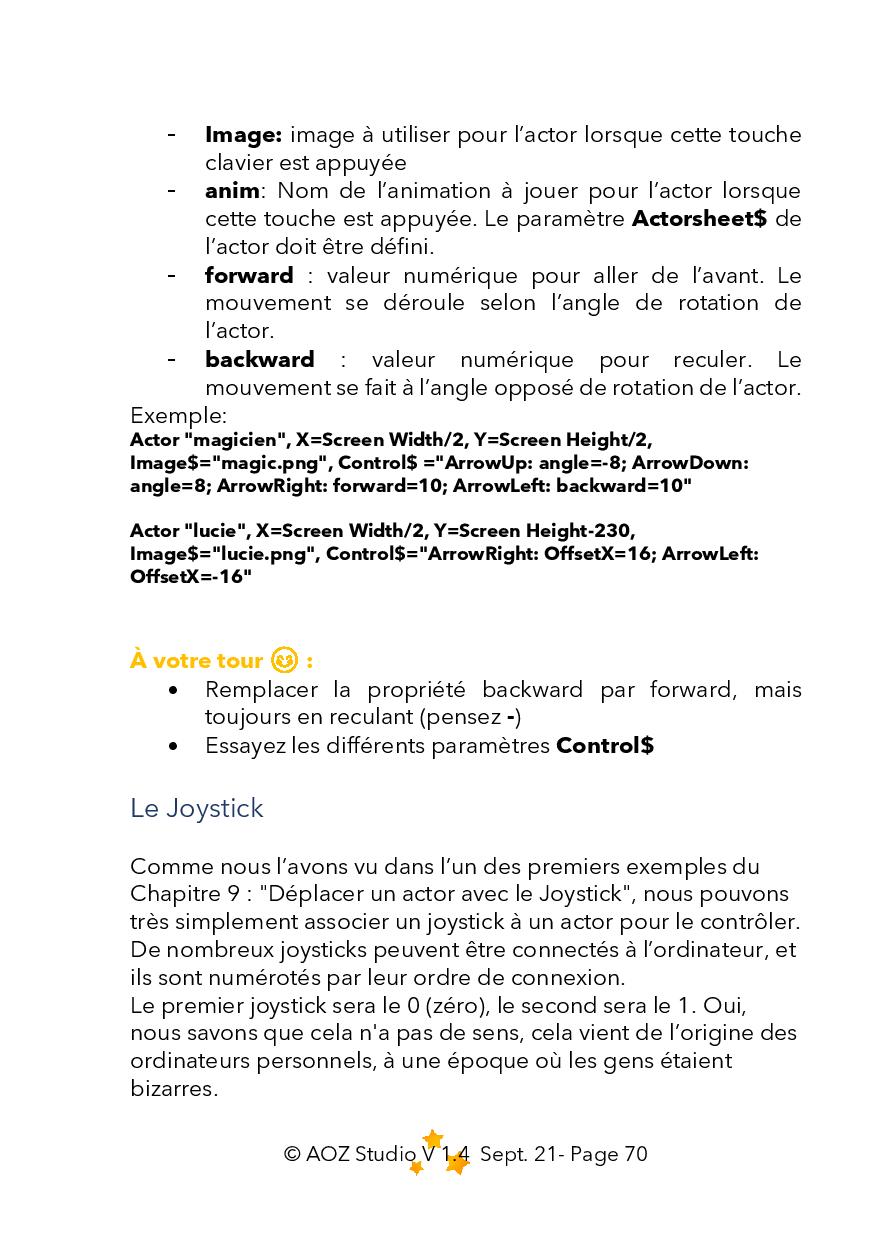 - Image: image à utiliser pour l’actor lorsque cette touche
clavier est appuyée
- anim: Nom de l’animation à jouer pour l’actor lorsque
cette touche est appuyée. Le paramètre Actorsheet$ de
l’actor doit être défini.
- forward : valeur numérique pour aller de l’avant. Le
mouvement se déroule selon l’angle de rotation de
l’actor.
- backward : valeur numérique pour reculer. Le
mouvement se fait à l’angle opposé de rotation de l’actor.
Exemple:
Actor "magicien", X=Screen Width/2, Y=Screen Height/2,
Image$="magic.png", Control$ ="ArrowUp: angle=-8; ArrowDown:
angle=8; ArrowRight: forward=10; ArrowLeft: backward=10"
Actor "lucie", X=Screen Width/2, Y=Screen Height-230,
Image$="lucie.png", Control$="ArrowRight: OffsetX=16; ArrowLeft:
OffsetX=-16"
À votre tour 😊 :
• Remplacer la propriété backward par forward, mais
toujours en reculant (pensez -)
• Essayez les différents paramètres Control$
Le Joystick
Comme nous l’avons vu dans l’un des premiers exemples du
Chapitre 9 : "Déplacer un actor avec le Joystick", nous pouvons
très simplement associer un joystick à un actor pour le contrôler.
De nombreux joysticks peuvent être connectés à l’ordinateur, et
ils sont numérotés par leur ordre de connexion.
Le premier joystick sera le 0 (zéro), le second sera le 1. Oui,
nous savons que cela n'a pas de sens, cela vient de l’origine des
ordinateurs personnels, à une époque où les gens étaient
bizarres.
© AOZ Studio V 1.4 Sept. 21- Page 70